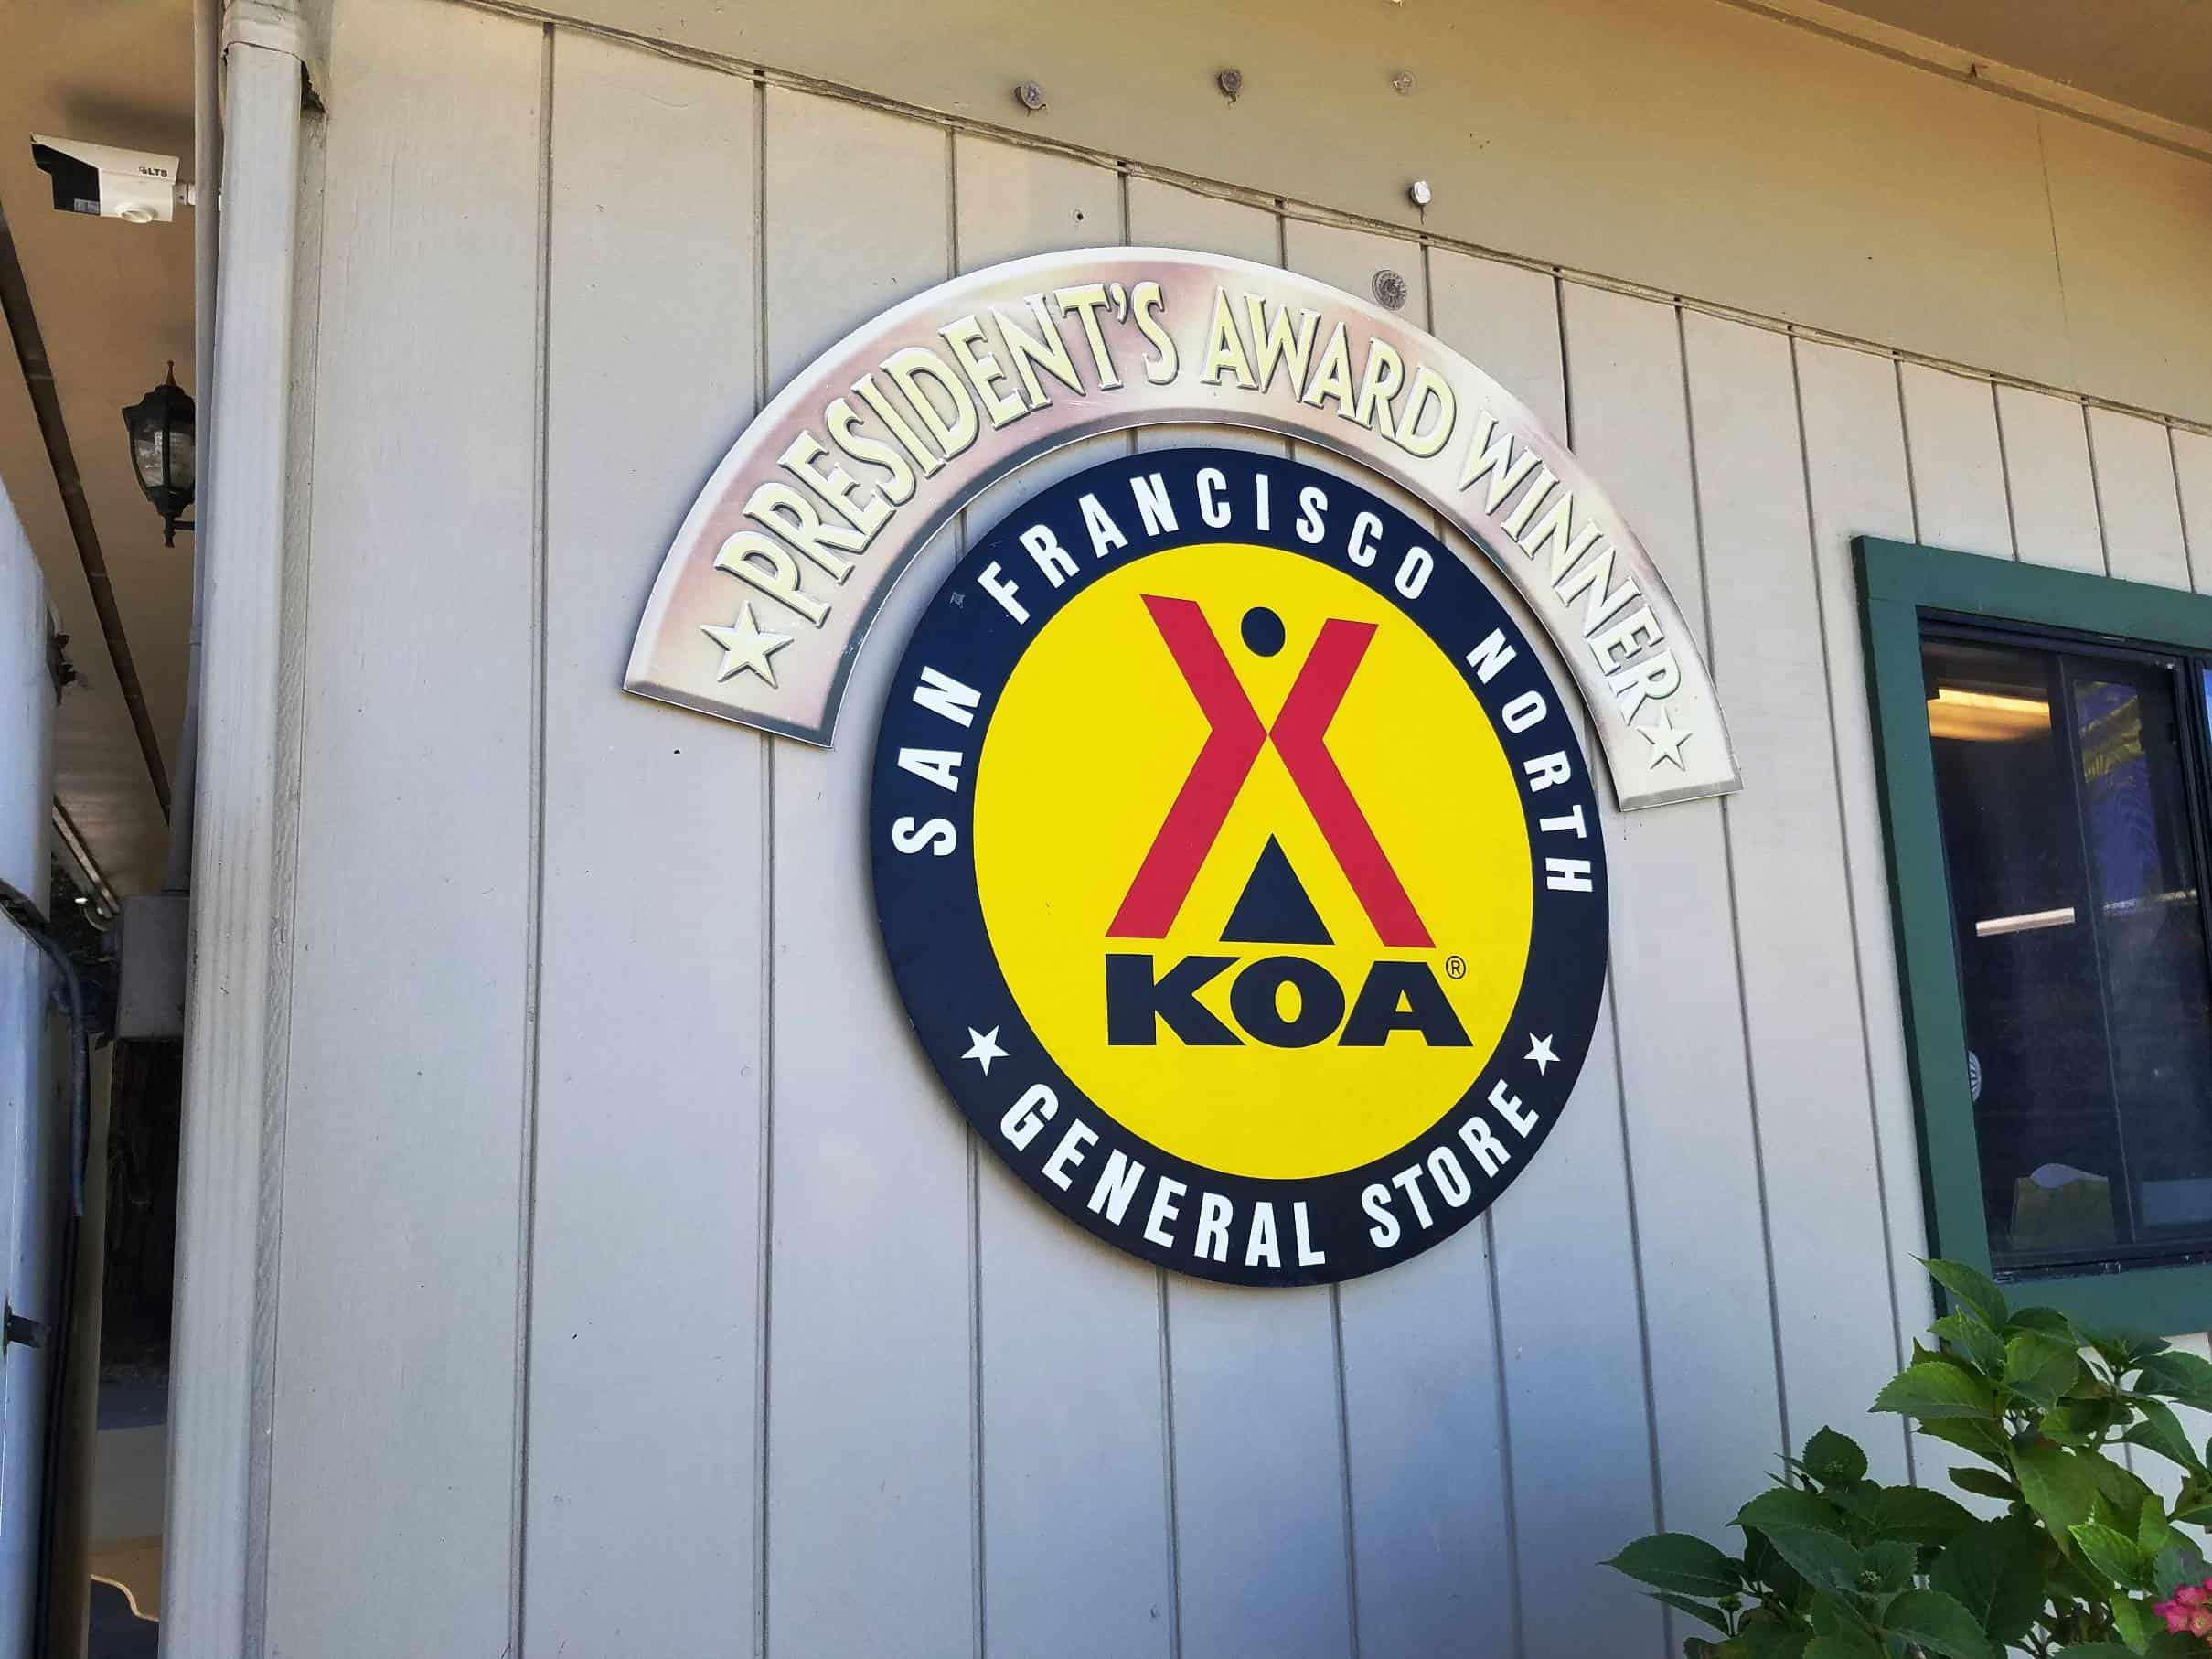 LTS
PRESIDENT'S AWARD WINNER
SAN FRANCISCO NORTH
KOA®
GENERAL STORE